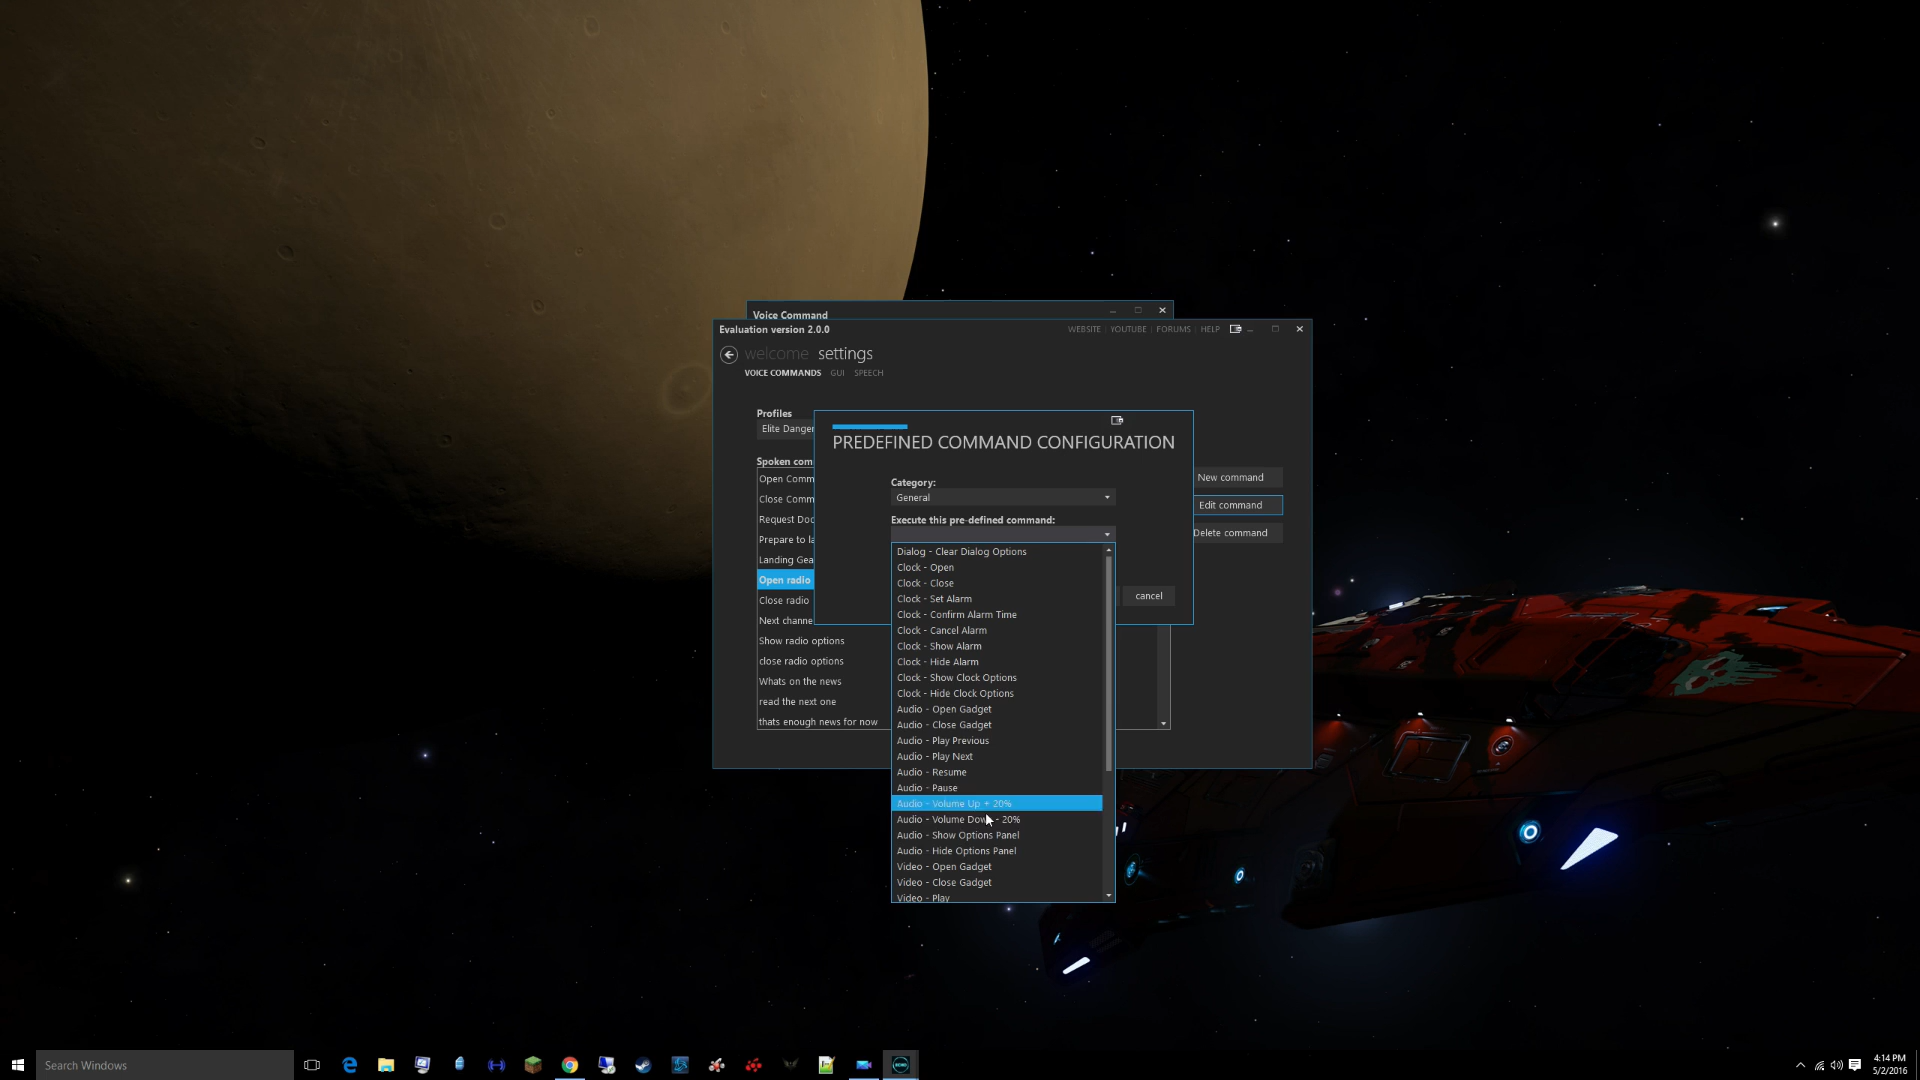 Voice Command
Evaluation version 2.0.0
WEBSITE | YOUTUBE | FORUMS | HELP
welcome settings
VOICE COMMANDS GUI SPEECH
Profiles
Elite Danger
PREDEFINED COMMAND CONFIGURATION
Category:
General
Execute this pre-defined command:
Spoken com
Open Comm
Close Comm
Request Doc
Prepare to la
Landing Gea
Open radio
Close radio
Next channe
Show radio options
close radio options
Whats on the news
read the next one
thats enough news for now
New command
Edit command
Delete command
cancel
Dialog - Clear Dialog Options
Clock - Open
Clock - Close
Clock - Set Alarm
Clock - Confirm Alarm Time
Clock - Cancel Alarm
Clock - Show Alarm
Clock - Hide Alarm
Clock - Show Clock Options
Clock - Hide Clock Options
Audio - Open Gadget
Audio - Close Gadget
Audio - Play Previous
Audio - Play Next
Audio - Resume
Audio - Pause
Audio - Volume Up + 20%
Audio - Volume Dow - 20%
Audio - Show Options Panel
Audio - Hide Options Panel
Video - Open Gadget
Video - Close Gadget
Video - Play
Search Windows
4:14 PM
5/2/2016